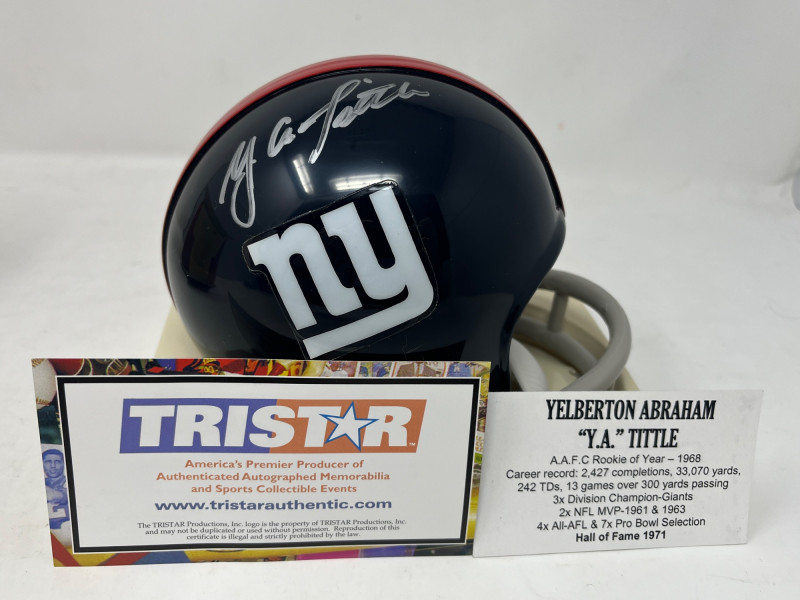 Y. A. Tittle
ny
TRISTAR™
America's Premier Producer of
Authenticated Autographed Memorabilia
and Sports Collectible Events
www.tristarauthentic.com
The TRISTAR Productions, Inc. logo is the property of TRISTAR Productions, Inc.
and may not be duplicated or used without permission. Reproduction of this
certificate is illegal and strictly prohibited by the law.
YELBERTON ABRAHAM
"Y.A." TITTLE
A.A.F.C Rookie of Year – 1968
Career record: 2,427 completions, 33,070 yards,
242 TDs, 13 games over 300 yards passing
3x Division Champion-Giants
2x NFL MVP-1961 & 1963
4x All-AFL & 7x Pro Bowl Selection
Hall of Fame 1971